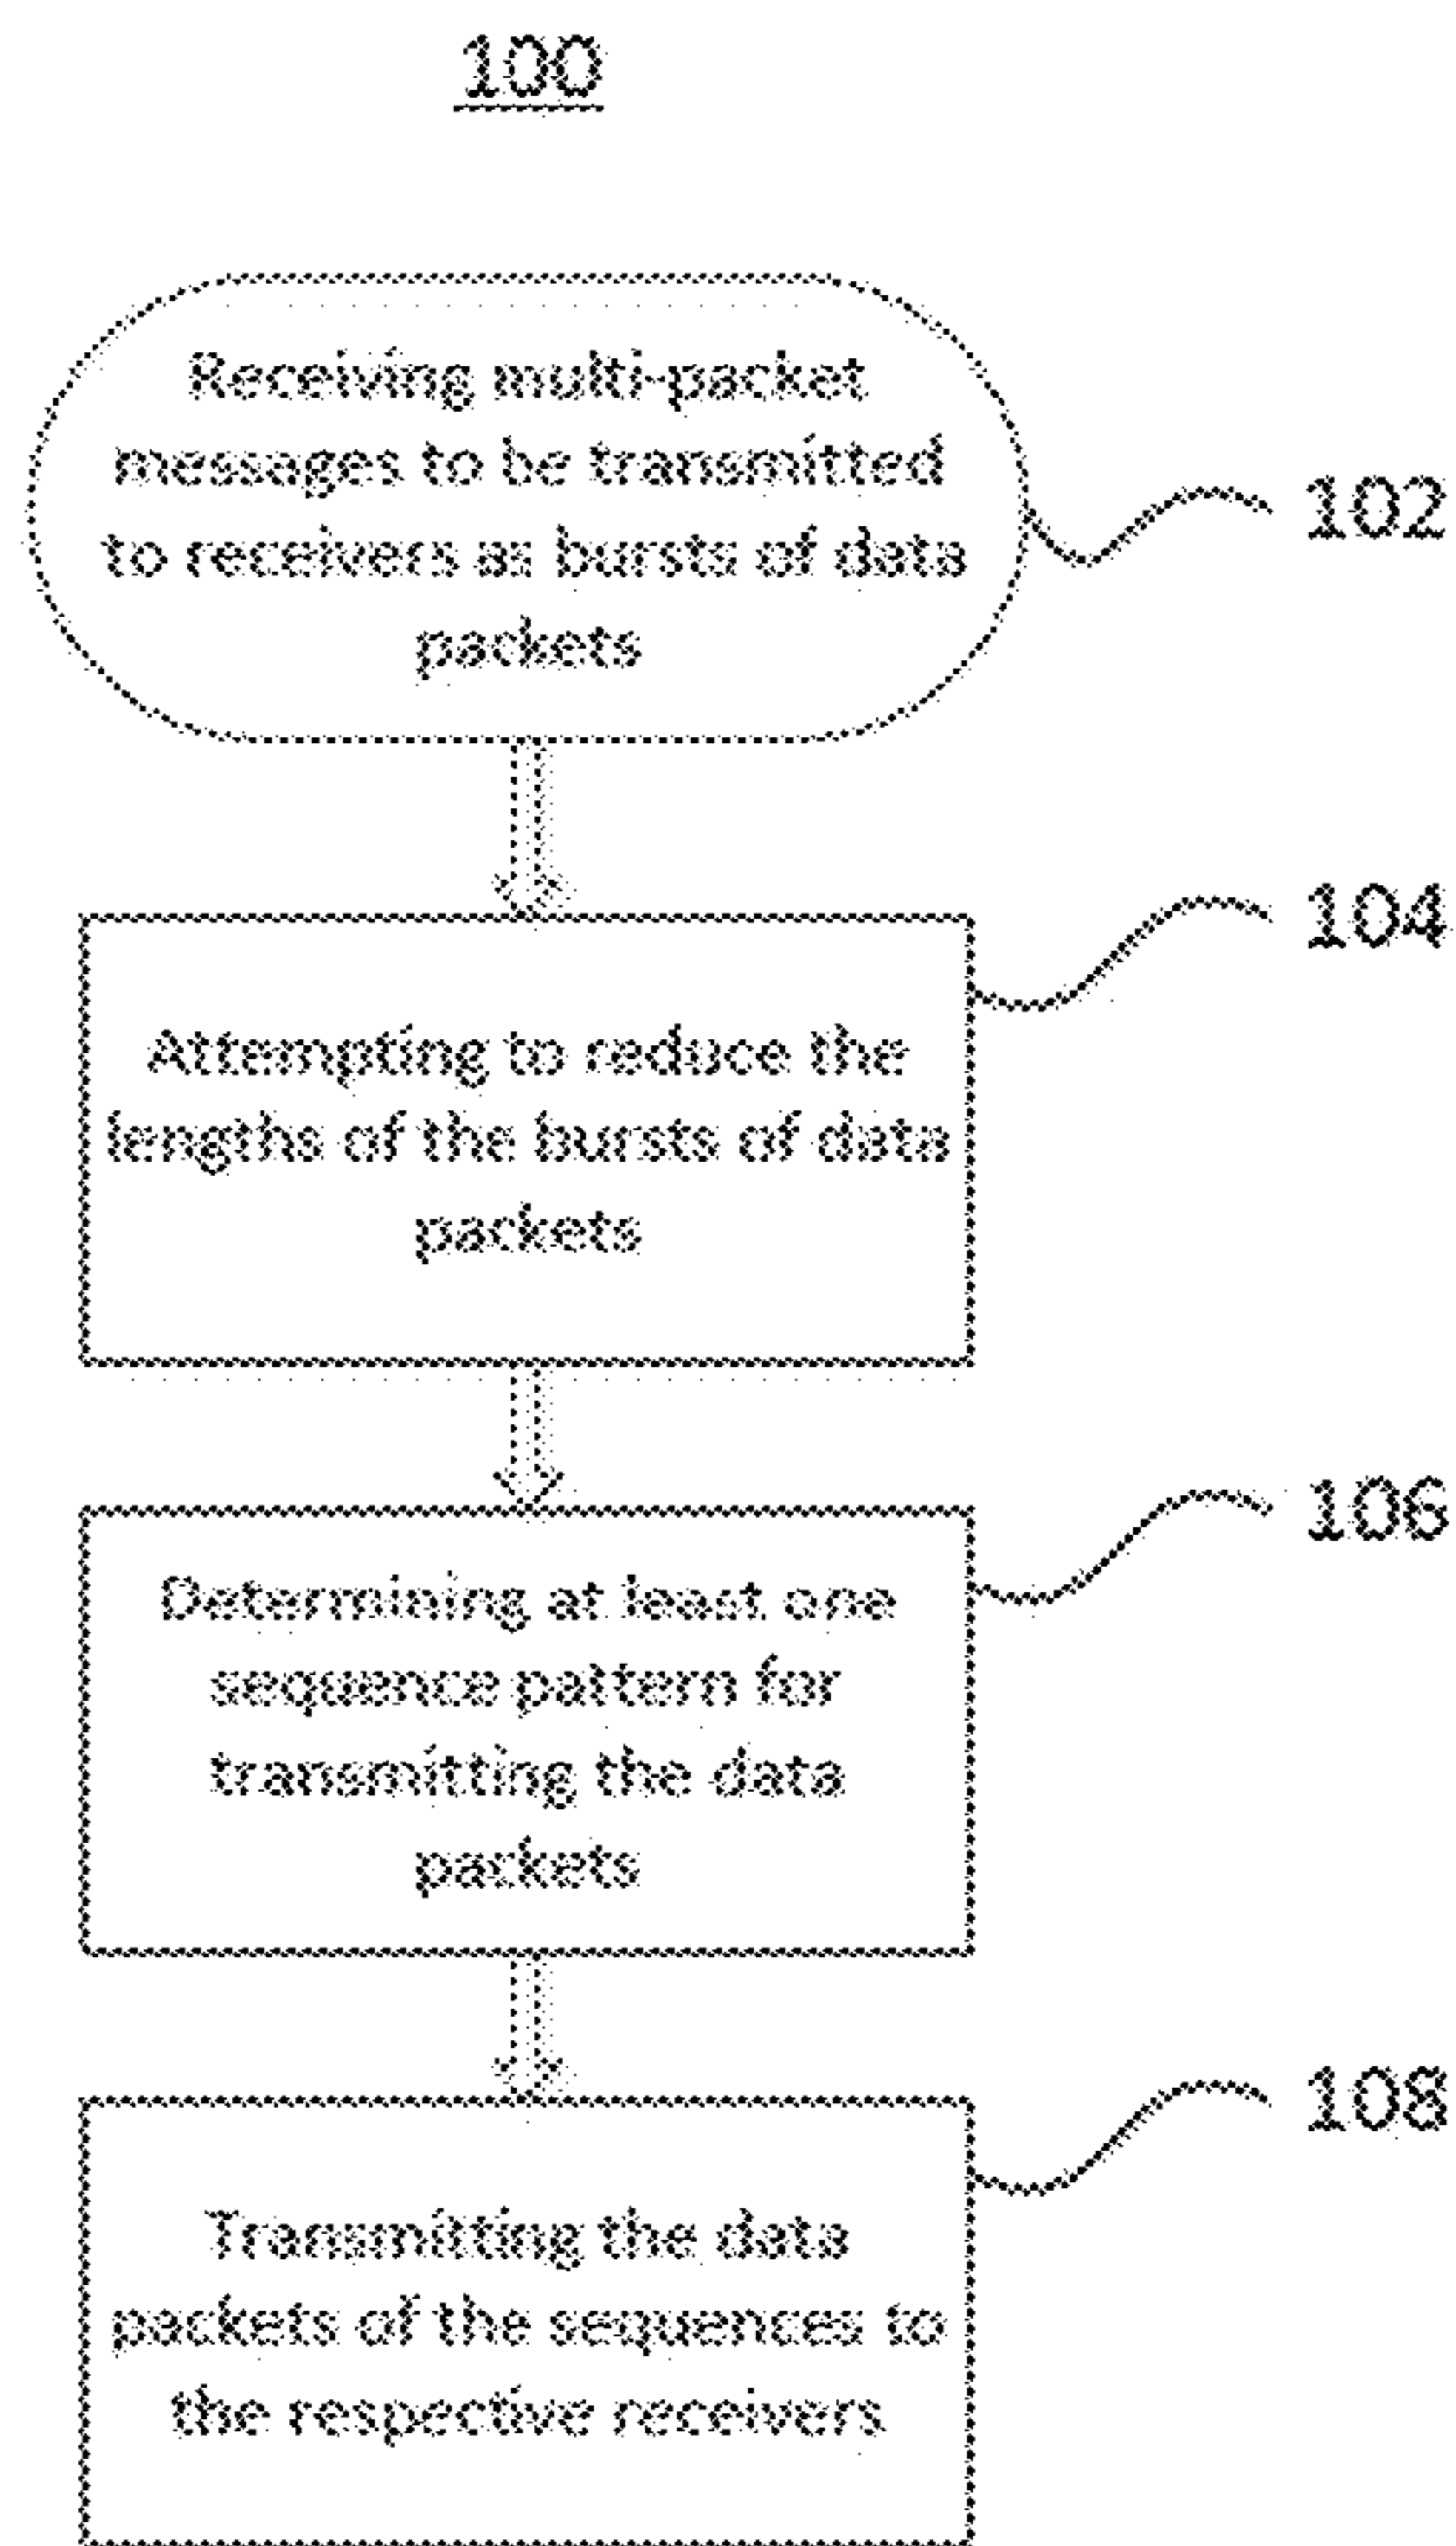 100
Receiving multi-packet
messages to be transmitted
to receivers as bursts of data
packets
102
104
Attempting to reduce the
lengths of the bursts of data
packets
106
Determining at least one
sequence pattern for
transmitting the data
packets
108
Transmitting the data
packets of the sequences to
the respective receivers